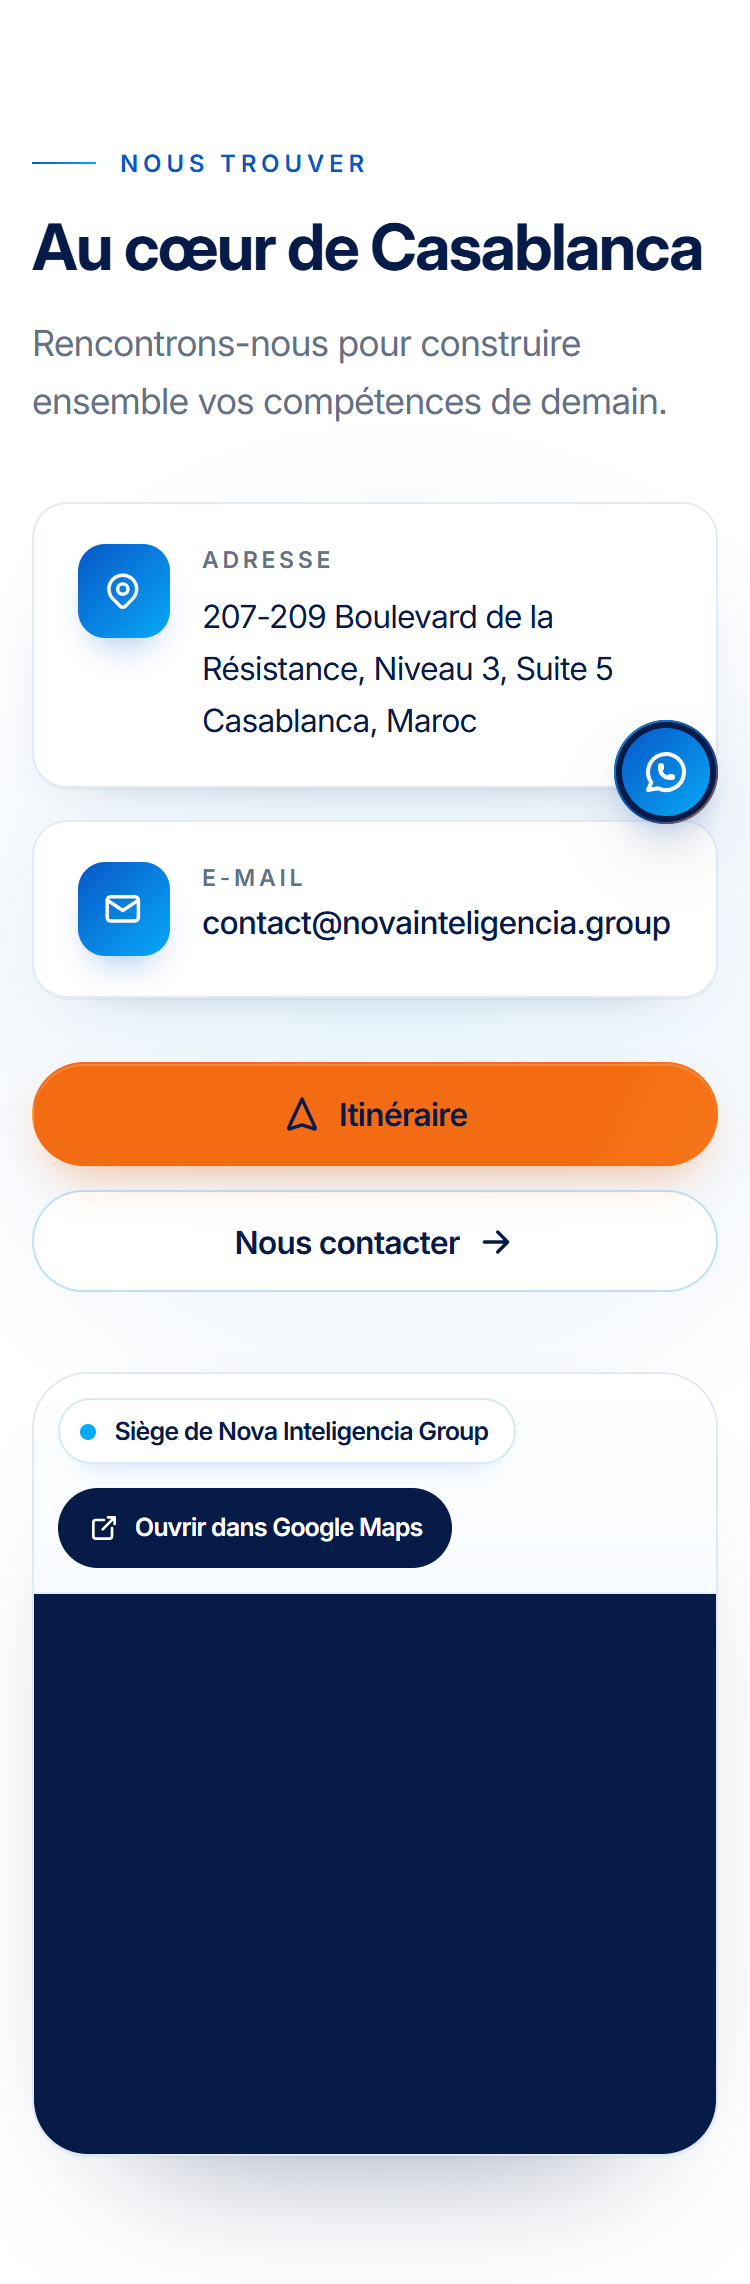 NOUS TROUVER
Au cœur de Casablanca
Rencontrons-nous pour construire
ensemble vos compétences de demain.
ADRESSE
207-209 Boulevard de la
Résistance, Niveau 3, Suite 5
Casablanca, Maroc
E-MAIL
contact@novainteligencia.group
Itinéraire
Nous contacter
Siège de Nova Inteligencia Group
Ouvrir dans Google Maps